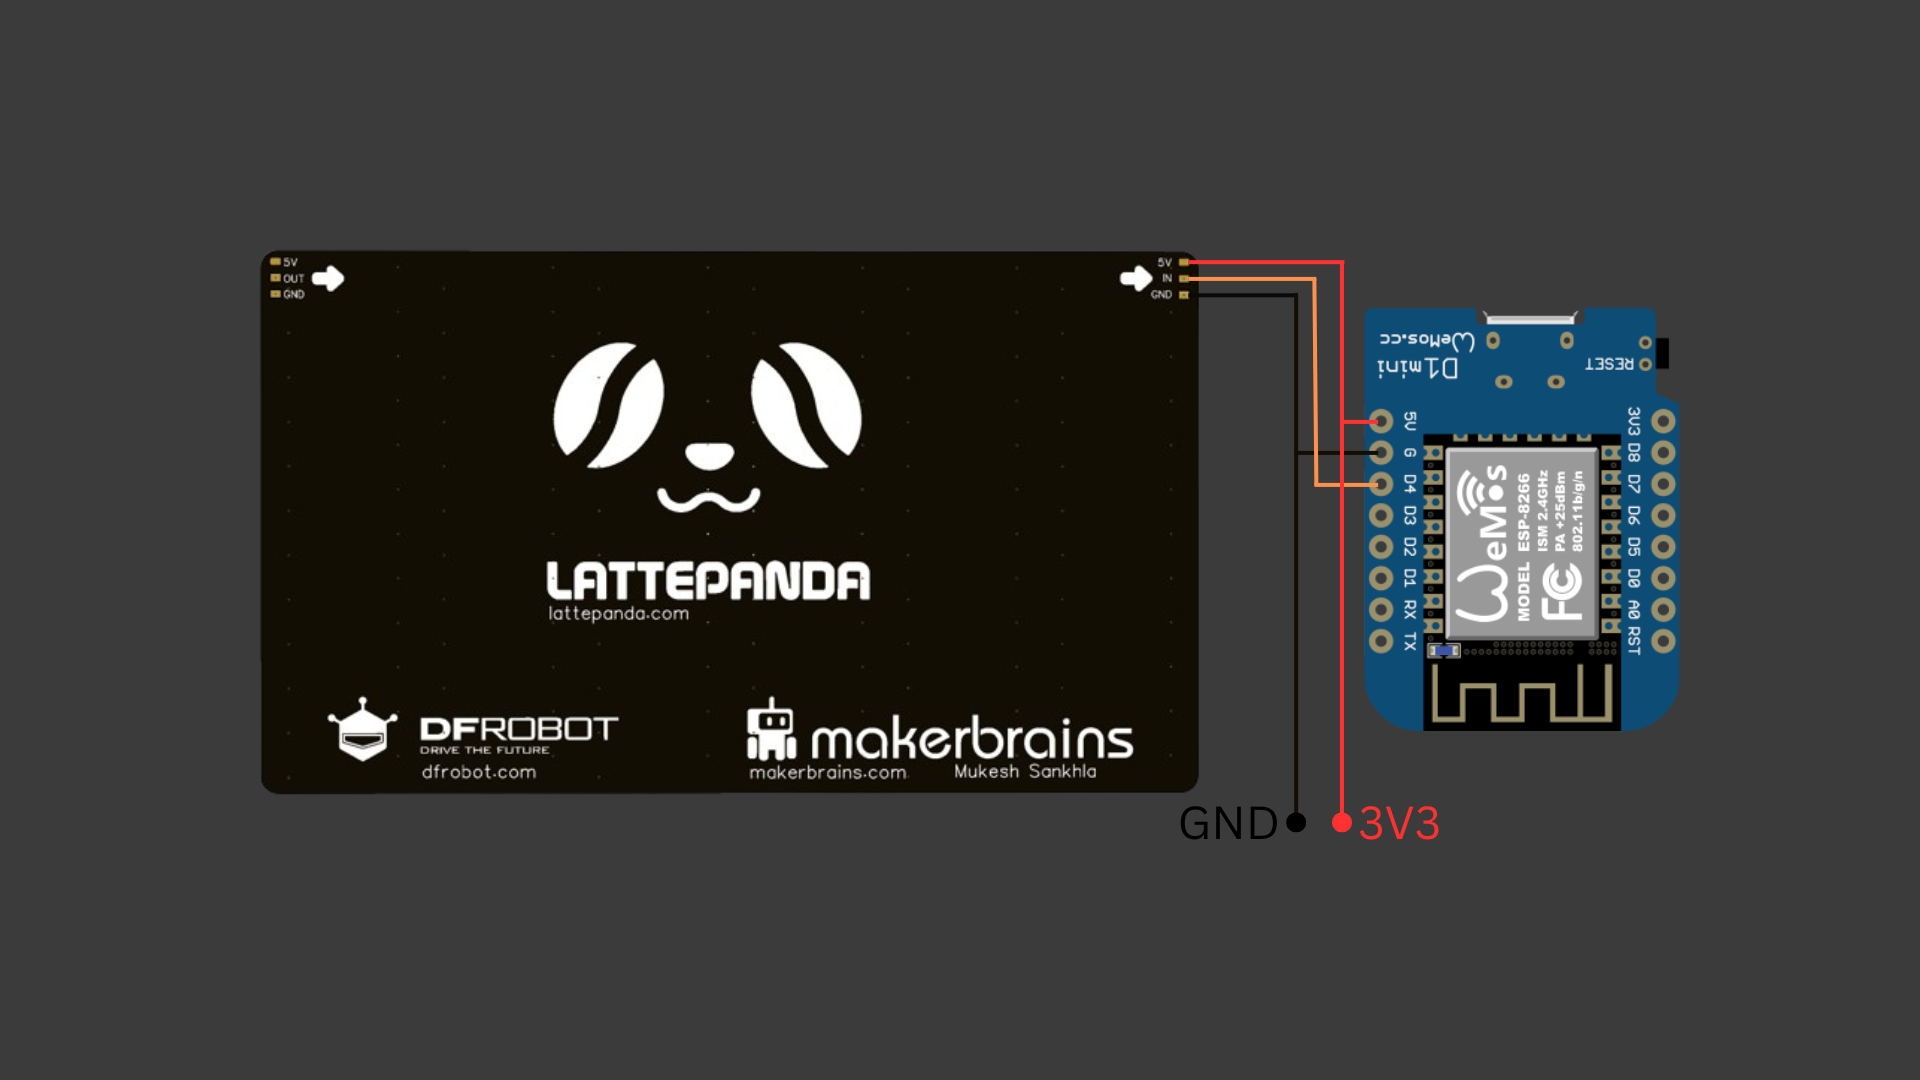 5V
OUT
GND
5V
IN
GND
LATTEPANDA
lattepanda.com
DFROBOT
DRIVE THE FUTURE
dfrobot.com
makerbrains
makerbrains.com
Mukesh Sankhla
GND
3V3
WeMos.cc
D1mini
RESET
5V
G
D4
D3
D2
D1
RX
TX
3V3
D8
D7
D6
D5
D0
A0
RST
WeMos
MODEL ESP-8266
ISM 2.4GHz
PA +25dBm
802.11b/g/n
FC